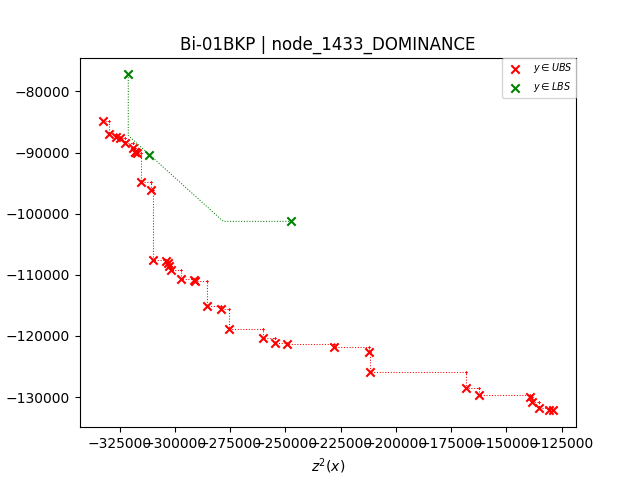 Bi-01BKP | node_1433_DOMINANCE
y ∈ UBS
y ∈ LBS
−80000
−90000
−100000
−110000
−120000
−130000
−325000−300000−275000−250000−225000−200000−175000−150000−125000
z²(x)